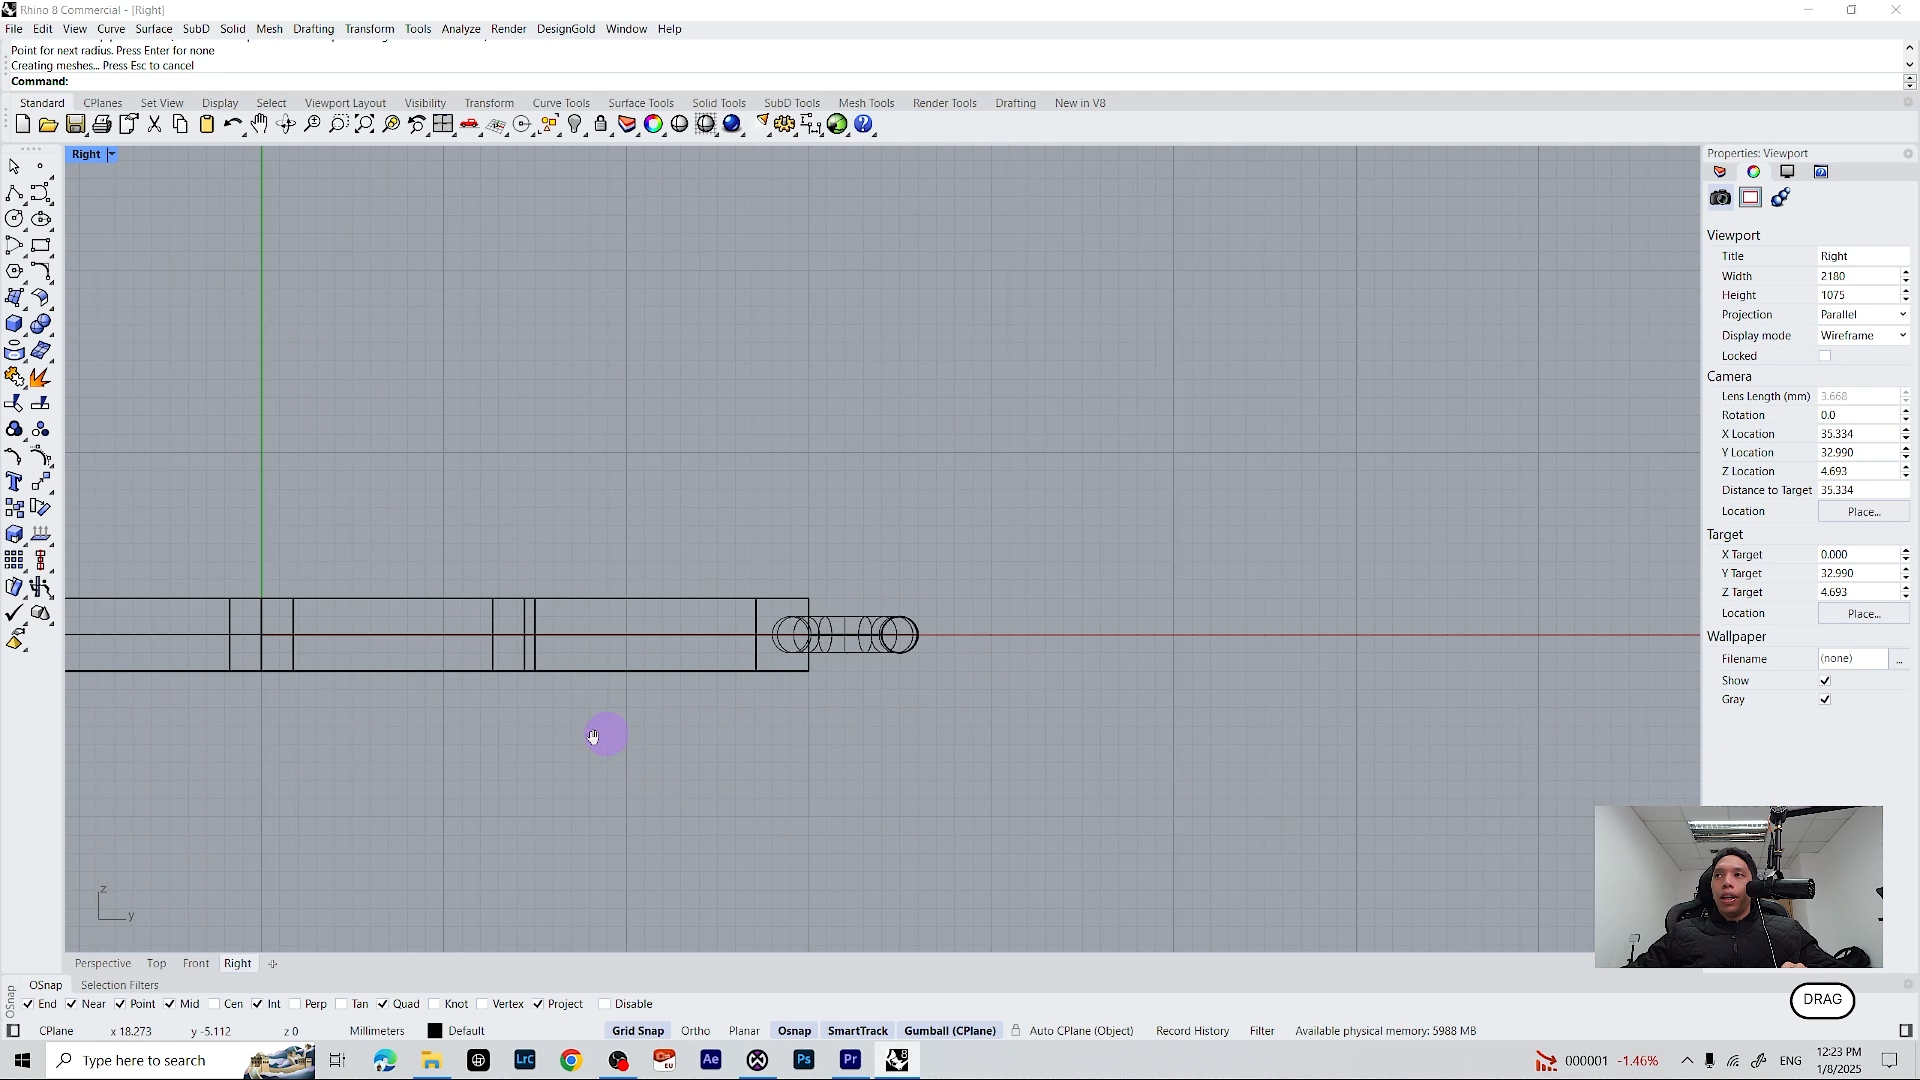 Rhino 8 Commercial - [Right]
File Edit View Curve Surface SubD Solid Mesh Drafting Transform Tools Analyze Render DesignGold Window Help
Point for next radius. Press Enter for none
Creating meshes... Press Esc to cancel
Command:
Standard CPlanes Set View Display Select Viewport Layout Visibility Transform Curve Tools Surface Tools Solid Tools SubD Tools Mesh Tools Render Tools Drafting New in V8
Right
Properties: Viewport
Viewport
Title Right
Width 2180
Height 1075
Projection Parallel
Display mode Wireframe
Locked
Camera
Lens Length (mm) 3.668
Rotation 0.0
X Location 35.334
Y Location 32.990
Z Location 4.693
Distance to Target 35.334
Location Place...
Target
X Target 0.000
Y Target 32.990
Z Target 4.693
Location Place...
Wallpaper
Filename (none) ...
Show
Gray
z
y
Perspective Top Front Right
OSnap Selection Filters
OSnap
End Near Point Mid Cen Int Perp Tan Quad Knot Vertex Project Disable
DRAG
CPlane x 18.273 y -5.112 z 0 Millimeters Default Grid Snap Ortho Planar Osnap SmartTrack Gumball (CPlane) Auto CPlane (Object) Record History Filter Available physical memory: 5988 MB
Type here to search LrC EU Ae Ps Pr 8 000001 -1.46% ENG 12:23 PM
1/8/2025